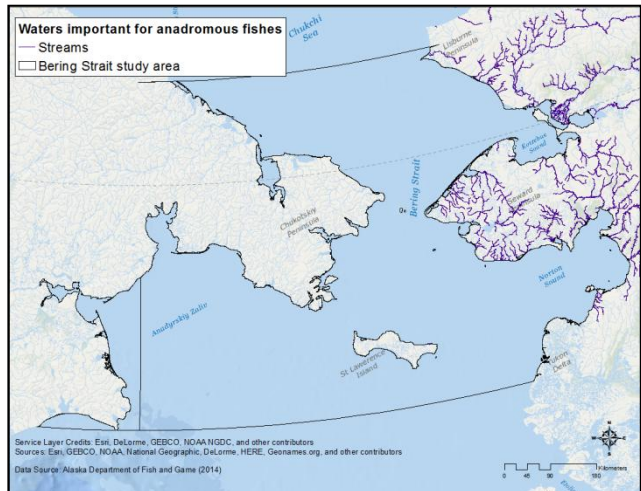 Waters important for anadromous fishes
Streams
Bering Strait study area
Chukchi
Sea
Lisburne
Peninsula
Kotzebue
Sound
Bering Strait
Seward
Peninsula
Chukotskiy
Peninsula
Norton
Sound
Anadyrskiy Zaliv
St Lawrence
Island
Yukon
Delta
N
Service Layer Credits: Esri, DeLorme, GEBCO, NOAA NGDC, and other contributors
Sources: Esri, GEBCO, NOAA, National Geographic, DeLorme, HERE, Geonames.org, and other contributors
Data Source: Alaska Department of Fish and Game (2014)
0 45 90 180
Kilometers